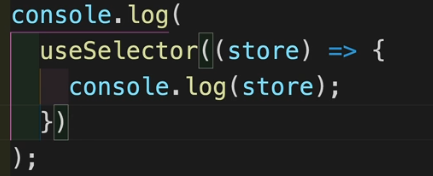 console.log(
useSelector((store) => {
console.log(store);
})
);